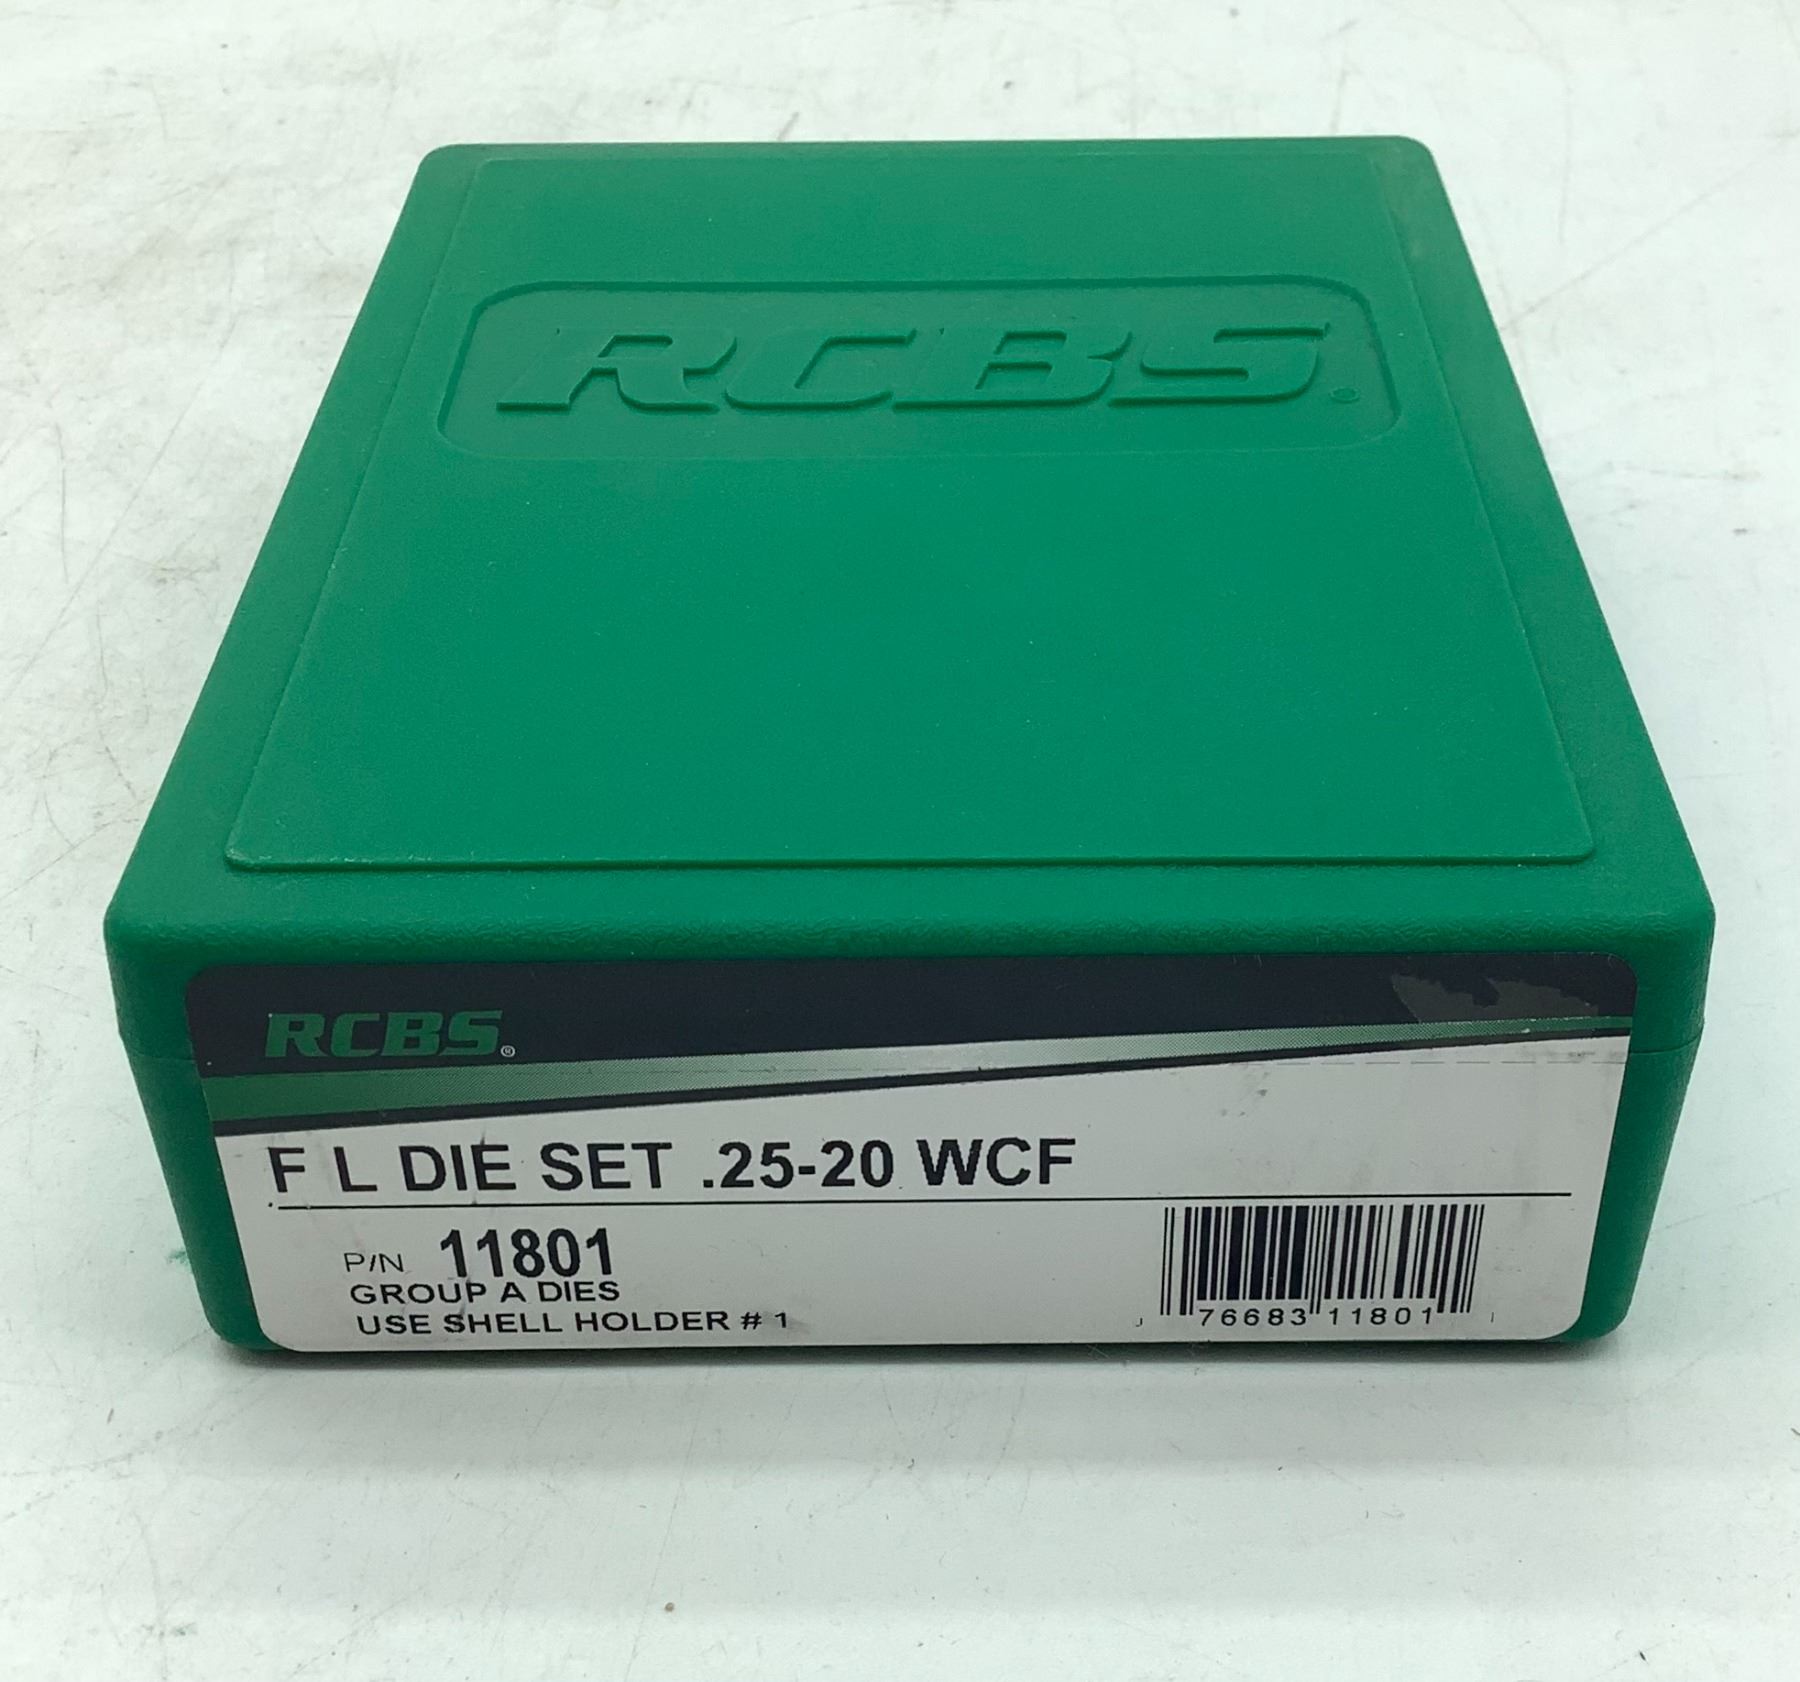 RCBS®
RCBS®
F L DIE SET .25-20 WCF
P/N 11801
GROUP A DIES
USE SHELL HOLDER # 1
76683 11801